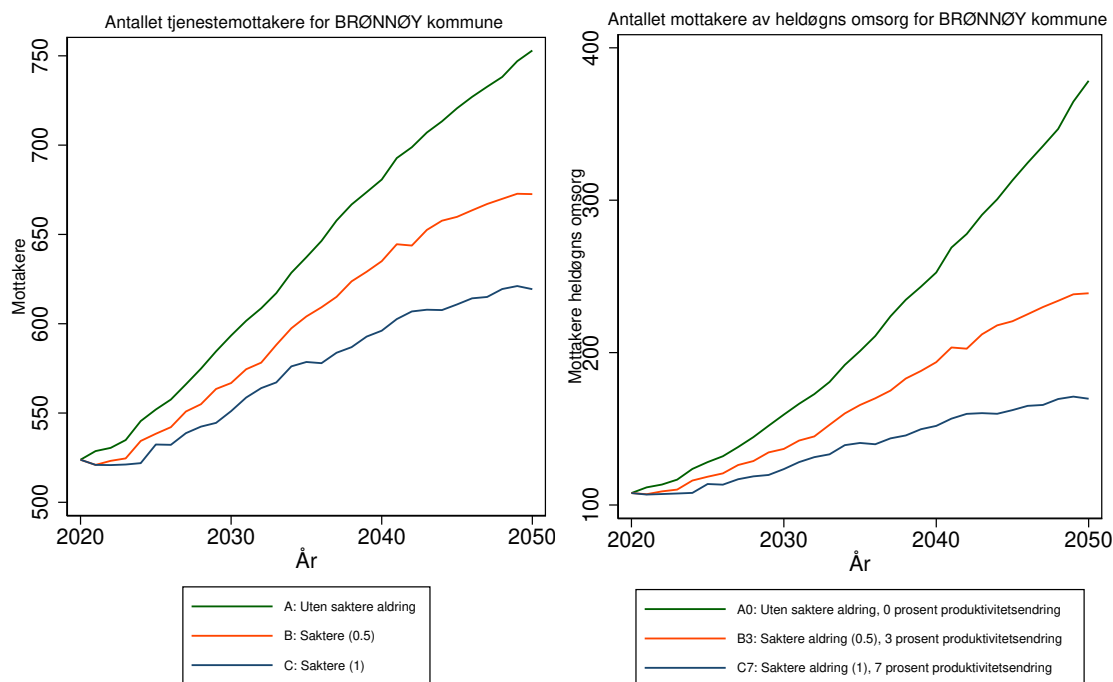 Antallet tjenestemottakere for BRØNNØY kommune
Mottakere
750
700
650
600
550
500
2020
2030
2040
2050
År
A: Uten saktere aldring
B: Saktere (0.5)
C: Saktere (1)
Antallet mottakere av heldøgns omsorg for BRØNNØY kommune
Mottakere heldøgns omsorg
400
300
200
100
2020
2030
2040
2050
År
A0: Uten saktere aldring, 0 prosent produktivitetsendring
B3: Saktere aldring (0.5), 3 prosent produktivitetsendring
C7: Saktere aldring (1), 7 prosent produktivitetsendring